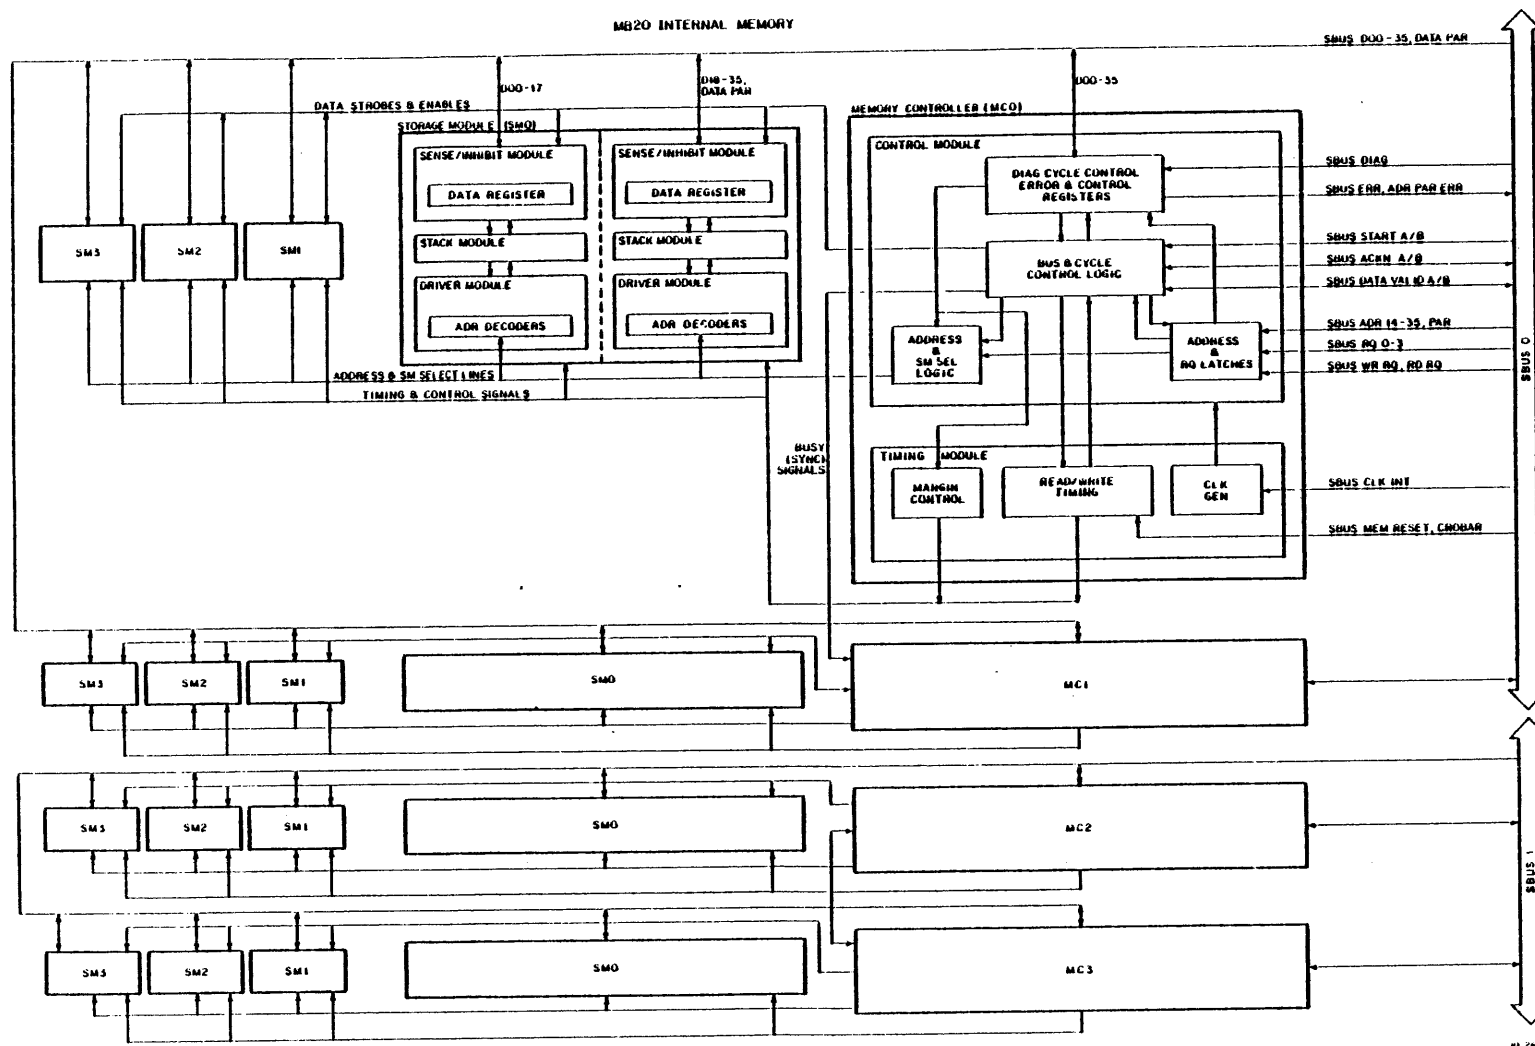 MB20 INTERNAL MEMORY
SBUS D00-35, DATA PAR
D00-17
D18-35,
DATA PAR
D00-35
DATA STROBES & ENABLES
STORAGE MODULE (SM0)
SENSE/INHIBIT MODULE
DATA REGISTER
STACK MODULE
DRIVER MODULE
ADR DECODERS
SENSE/INHIBIT MODULE
DATA REGISTER
STACK MODULE
DRIVER MODULE
ADR DECODERS
SM3
SM2
SM1
ADDRESS & SM SELECT LINES
TIMING & CONTROL SIGNALS
MEMORY CONTROLLER (MC0)
CONTROL MODULE
DIAG CYCLE CONTROL
ERROR & CONTROL
REGISTERS
BUS & CYCLE
CONTROL LOGIC
ADDRESS
&
SM SEL
LOGIC
ADDRESS
&
RQ LATCHES
BUSY
(SYNC)
SIGNALS
TIMING MODULE
MARGIN
CONTROL
READ/WRITE
TIMING
CLK
GEN
SBUS DIAG
SBUS ERR, ADR PAR ERR
SBUS START A/B
SBUS ACKN A/B
SBUS DATA VALID A/B
SBUS ADR 14-35, PAR
SBUS RQ 0-3
SBUS WR RQ, RD RQ
SBUS CLK INT
SBUS MEM RESET, CROBAR
SBUS 0
SM3
SM2
SM1
SM0
MC1
SM3
SM2
SM1
SM0
MC2
SBUS 1
SM3
SM2
SM1
SM0
MC3